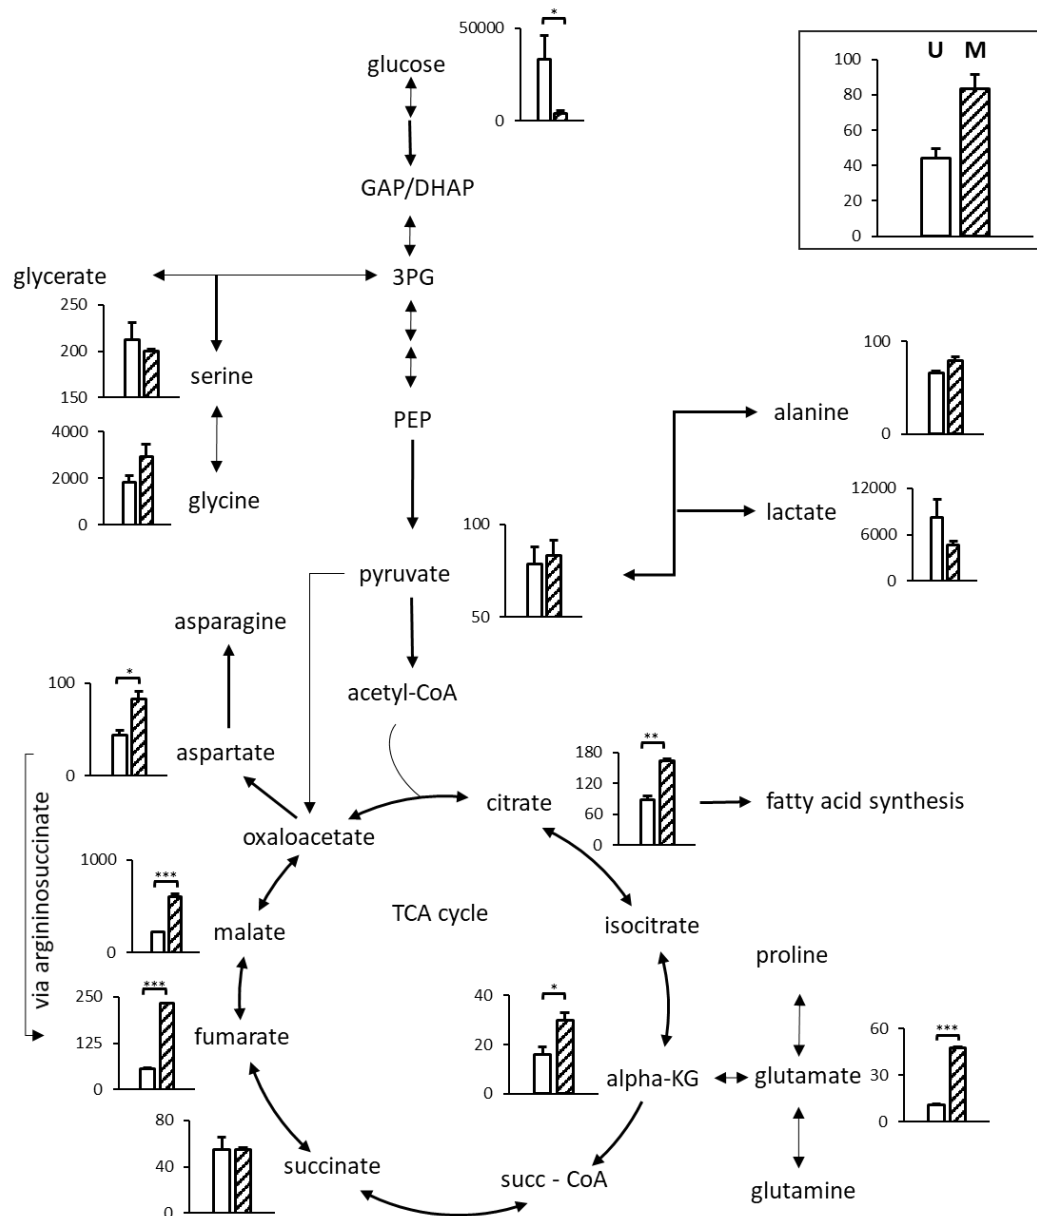 *
50000
0
glucose
U M
100
80
60
40
20
0
GAP/DHAP
glycerate
3PG
250
200
150
serine
4000
2000
0
glycine
PEP
alanine
100
0
lactate
12000
6000
0
pyruvate
100
50
asparagine
acetyl-CoA
*
100
0
aspartate
via argininosuccinate
oxaloacetate
citrate
**
180
120
60
0
fatty acid synthesis
***
1000
0
malate
TCA cycle
isocitrate
proline
***
250
125
0
fumarate
*
40
20
0
alpha-KG
glutamate
***
60
30
0
80
40
0
succinate
succ - CoA
glutamine